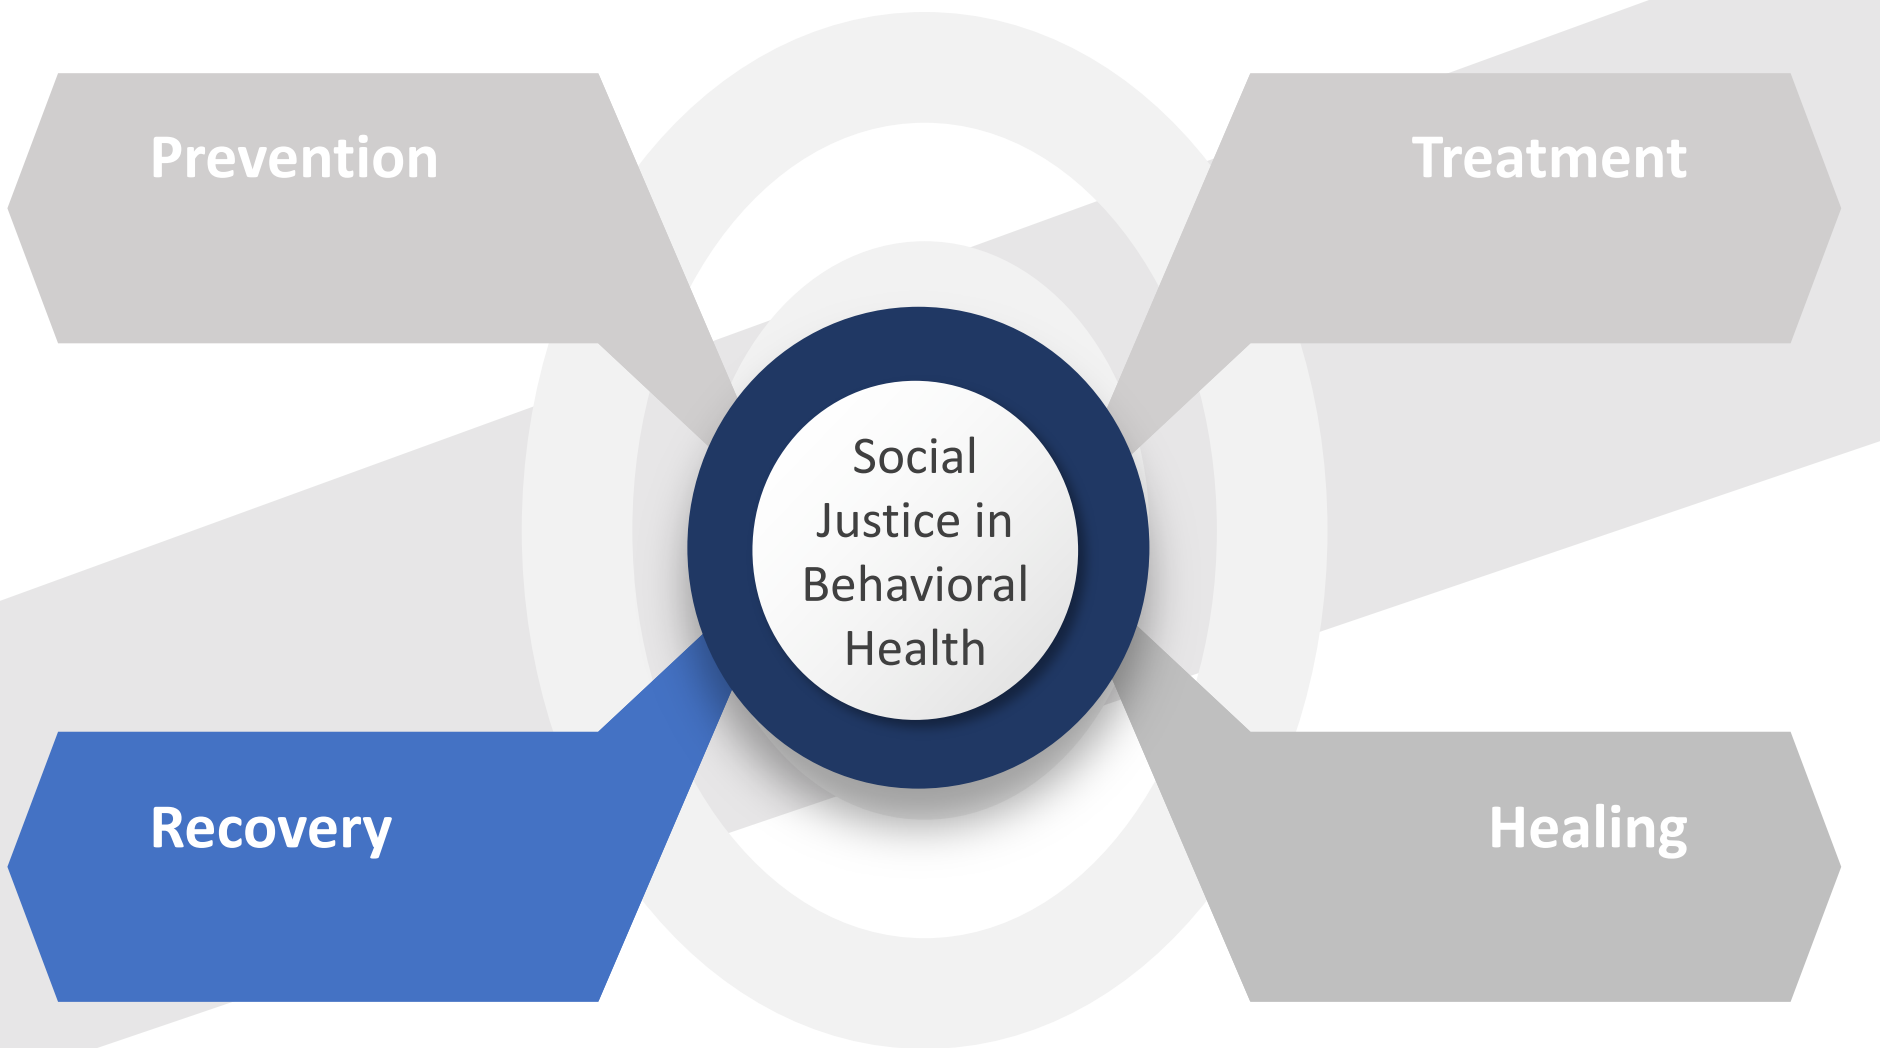 Prevention
Treatment
Social
Justice in
Behavioral
Health
Recovery
Healing